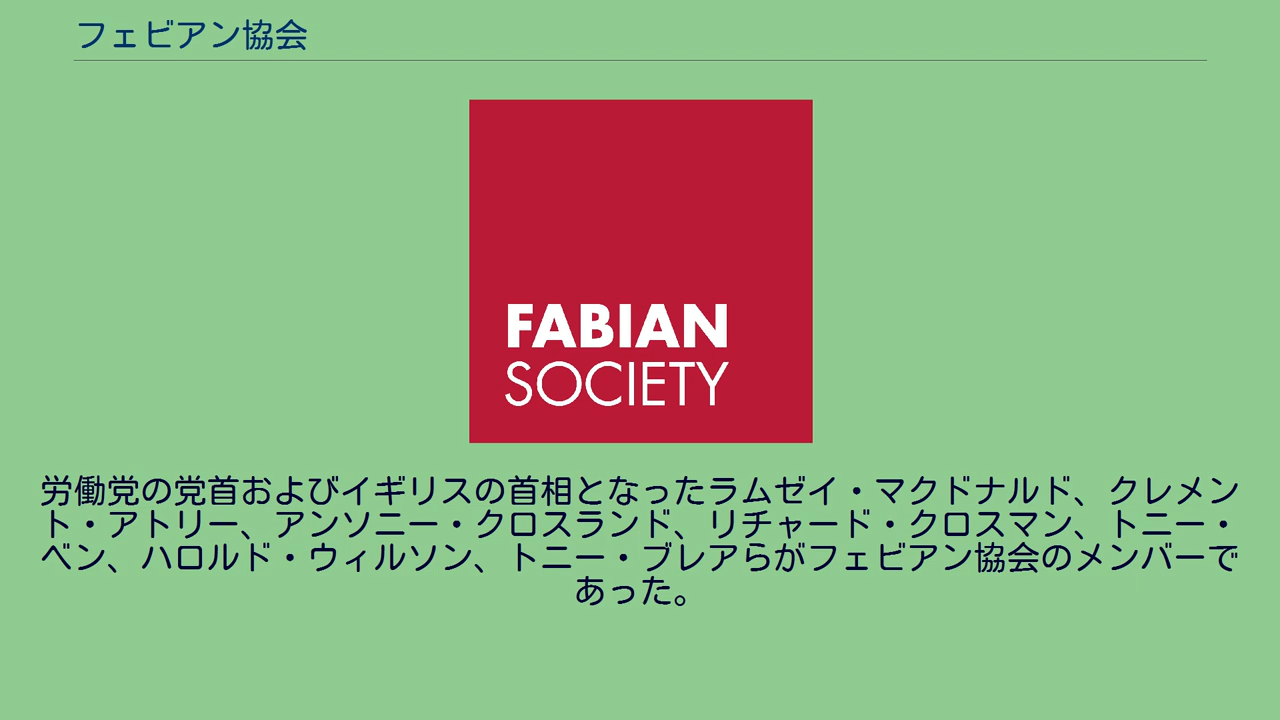 フェビアン協会
FABIAN
SOCIETY
労働党の党首およびイギリスの首相となったラムゼイ・マクドナルド、クレメン
ト・アトリー、アンソニー・クロスランド、リチャード・クロスマン、トニー・
ベン、ハロルド・ウィルソン、トニー・ブレアらがフェビアン協会のメンバーで
あった。